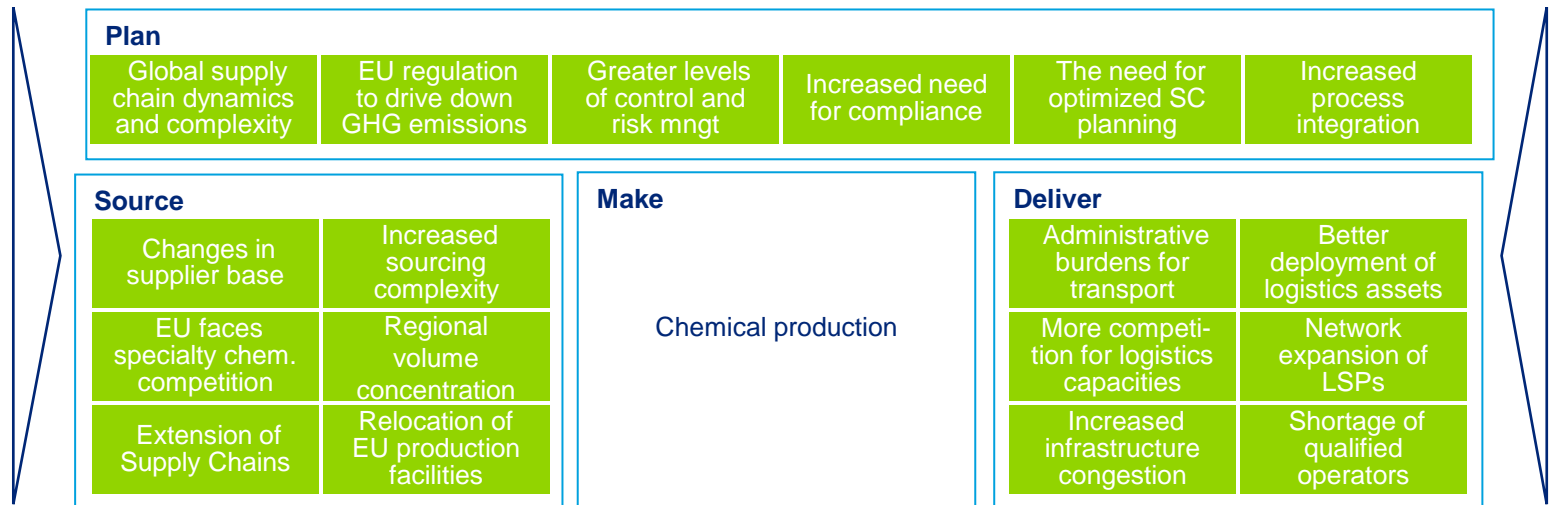 Plan
Global supply
chain dynamics
and complexity
EU regulation
to drive down
GHG emissions
Greater levels
of control and
risk mngt
Increased need
for compliance
The need for
optimized SC
planning
Increased
process
integration
Source
Changes in
supplier base
Increased
sourcing
complexity
EU faces
specialty chem.
competition
Regional
volume
concentration
Extension of
Supply Chains
Relocation of
EU production
facilities
Make
Chemical production
Deliver
Administrative
burdens for
transport
Better
deployment of
logistics assets
More competi-
tion for logistics
capacities
Network
expansion of
LSPs
Increased
infrastructure
congestion
Shortage of
qualified
operators